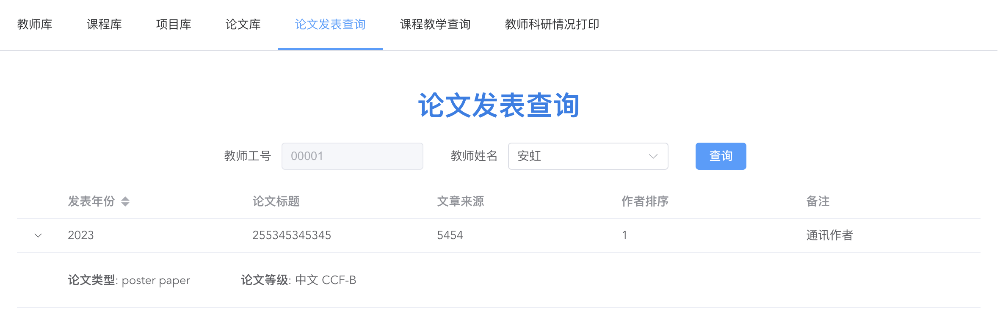 教师库 课程库 项目库 论文库 论文发表查询 课程教学查询 教师科研情况打印
论文发表查询
教师工号 00001 教师姓名 安虹 查询
发表年份 论文标题 文章来源 作者排序 备注
2023 255345345345 5454 1 通讯作者
论文类型: poster paper 论文等级: 中文 CCF-B